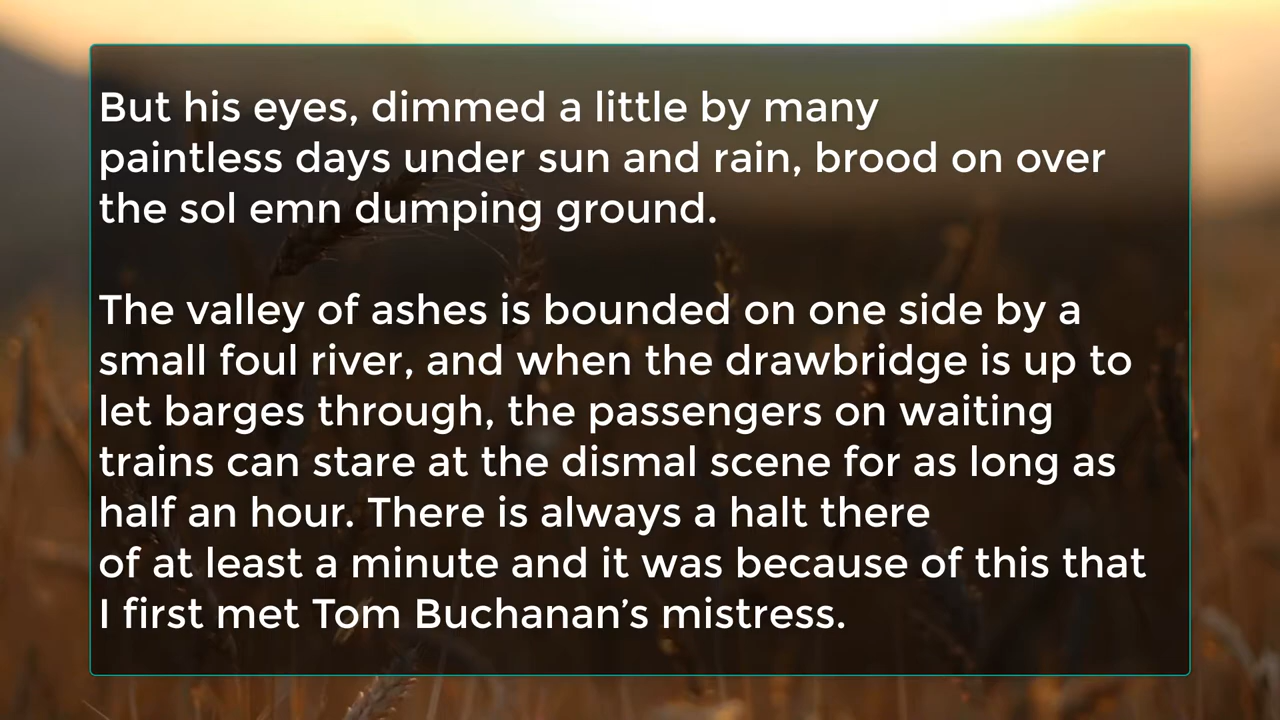 But his eyes, dimmed a little by many
paintless days under sun and rain, brood on over
the sol emn dumping ground.
The valley of ashes is bounded on one side by a
small foul river, and when the drawbridge is up to
let barges through, the passengers on waiting
trains can stare at the dismal scene for as long as
half an hour. There is always a halt there
of at least a minute and it was because of this that
I first met Tom Buchanan’s mistress.